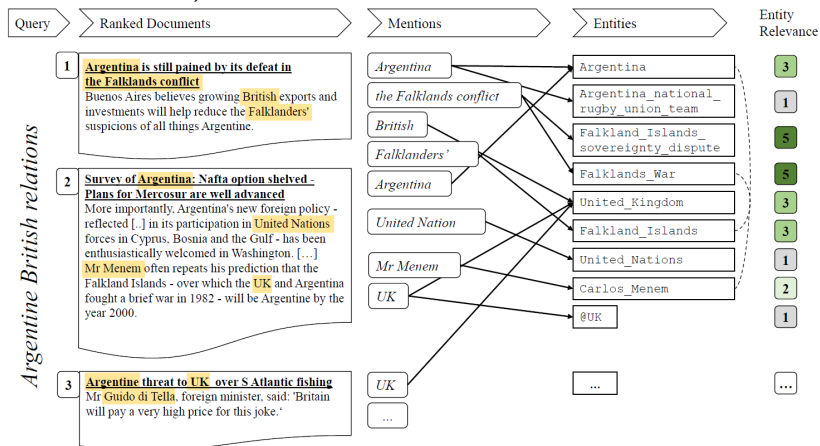 Query
Ranked Documents
Mentions
Entities
Entity
Relevance
Argentine British relations
1
Argentina is still pained by its defeat in
the Falklands conflict
Buenos Aires believes growing British exports and
investments will help reduce the Falklanders'
suspicions of all things Argentine.
2
Survey of Argentina: Nafta option shelved -
Plans for Mercosur are well advanced
More importantly, Argentina's new foreign policy -
reflected [..] in its participation in United Nations
forces in Cyprus, Bosnia and the Gulf - has been
enthusiastically welcomed in Washington. […]
Mr Menem often repeats his prediction that the
Falkland Islands - over which the UK and Argentina
fought a brief war in 1982 - will be Argentine by the
year 2000.
3
Argentine threat to UK over S Atlantic fishing
Mr Guido di Tella, foreign minister, said: 'Britain
will pay a very high price for this joke.'
Argentina
the Falklands conflict
British
Falklanders'
Argentina
United Nation
Mr Menem
UK
UK
...
Argentina
Argentina_national_
rugby_union_team
Falkland_Islands_
sovereignty_dispute
Falklands_War
United_Kingdom
Falkland_Islands
United_Nations
Carlos_Menem
@UK
...
3
1
5
5
3
3
1
2
1
...